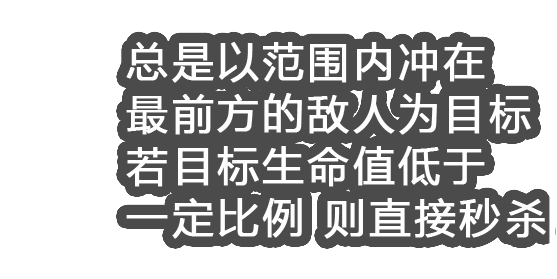 总是以范围内冲在
最前方的敌人为目标
若目标生命值低于
一定比例 则直接秒杀